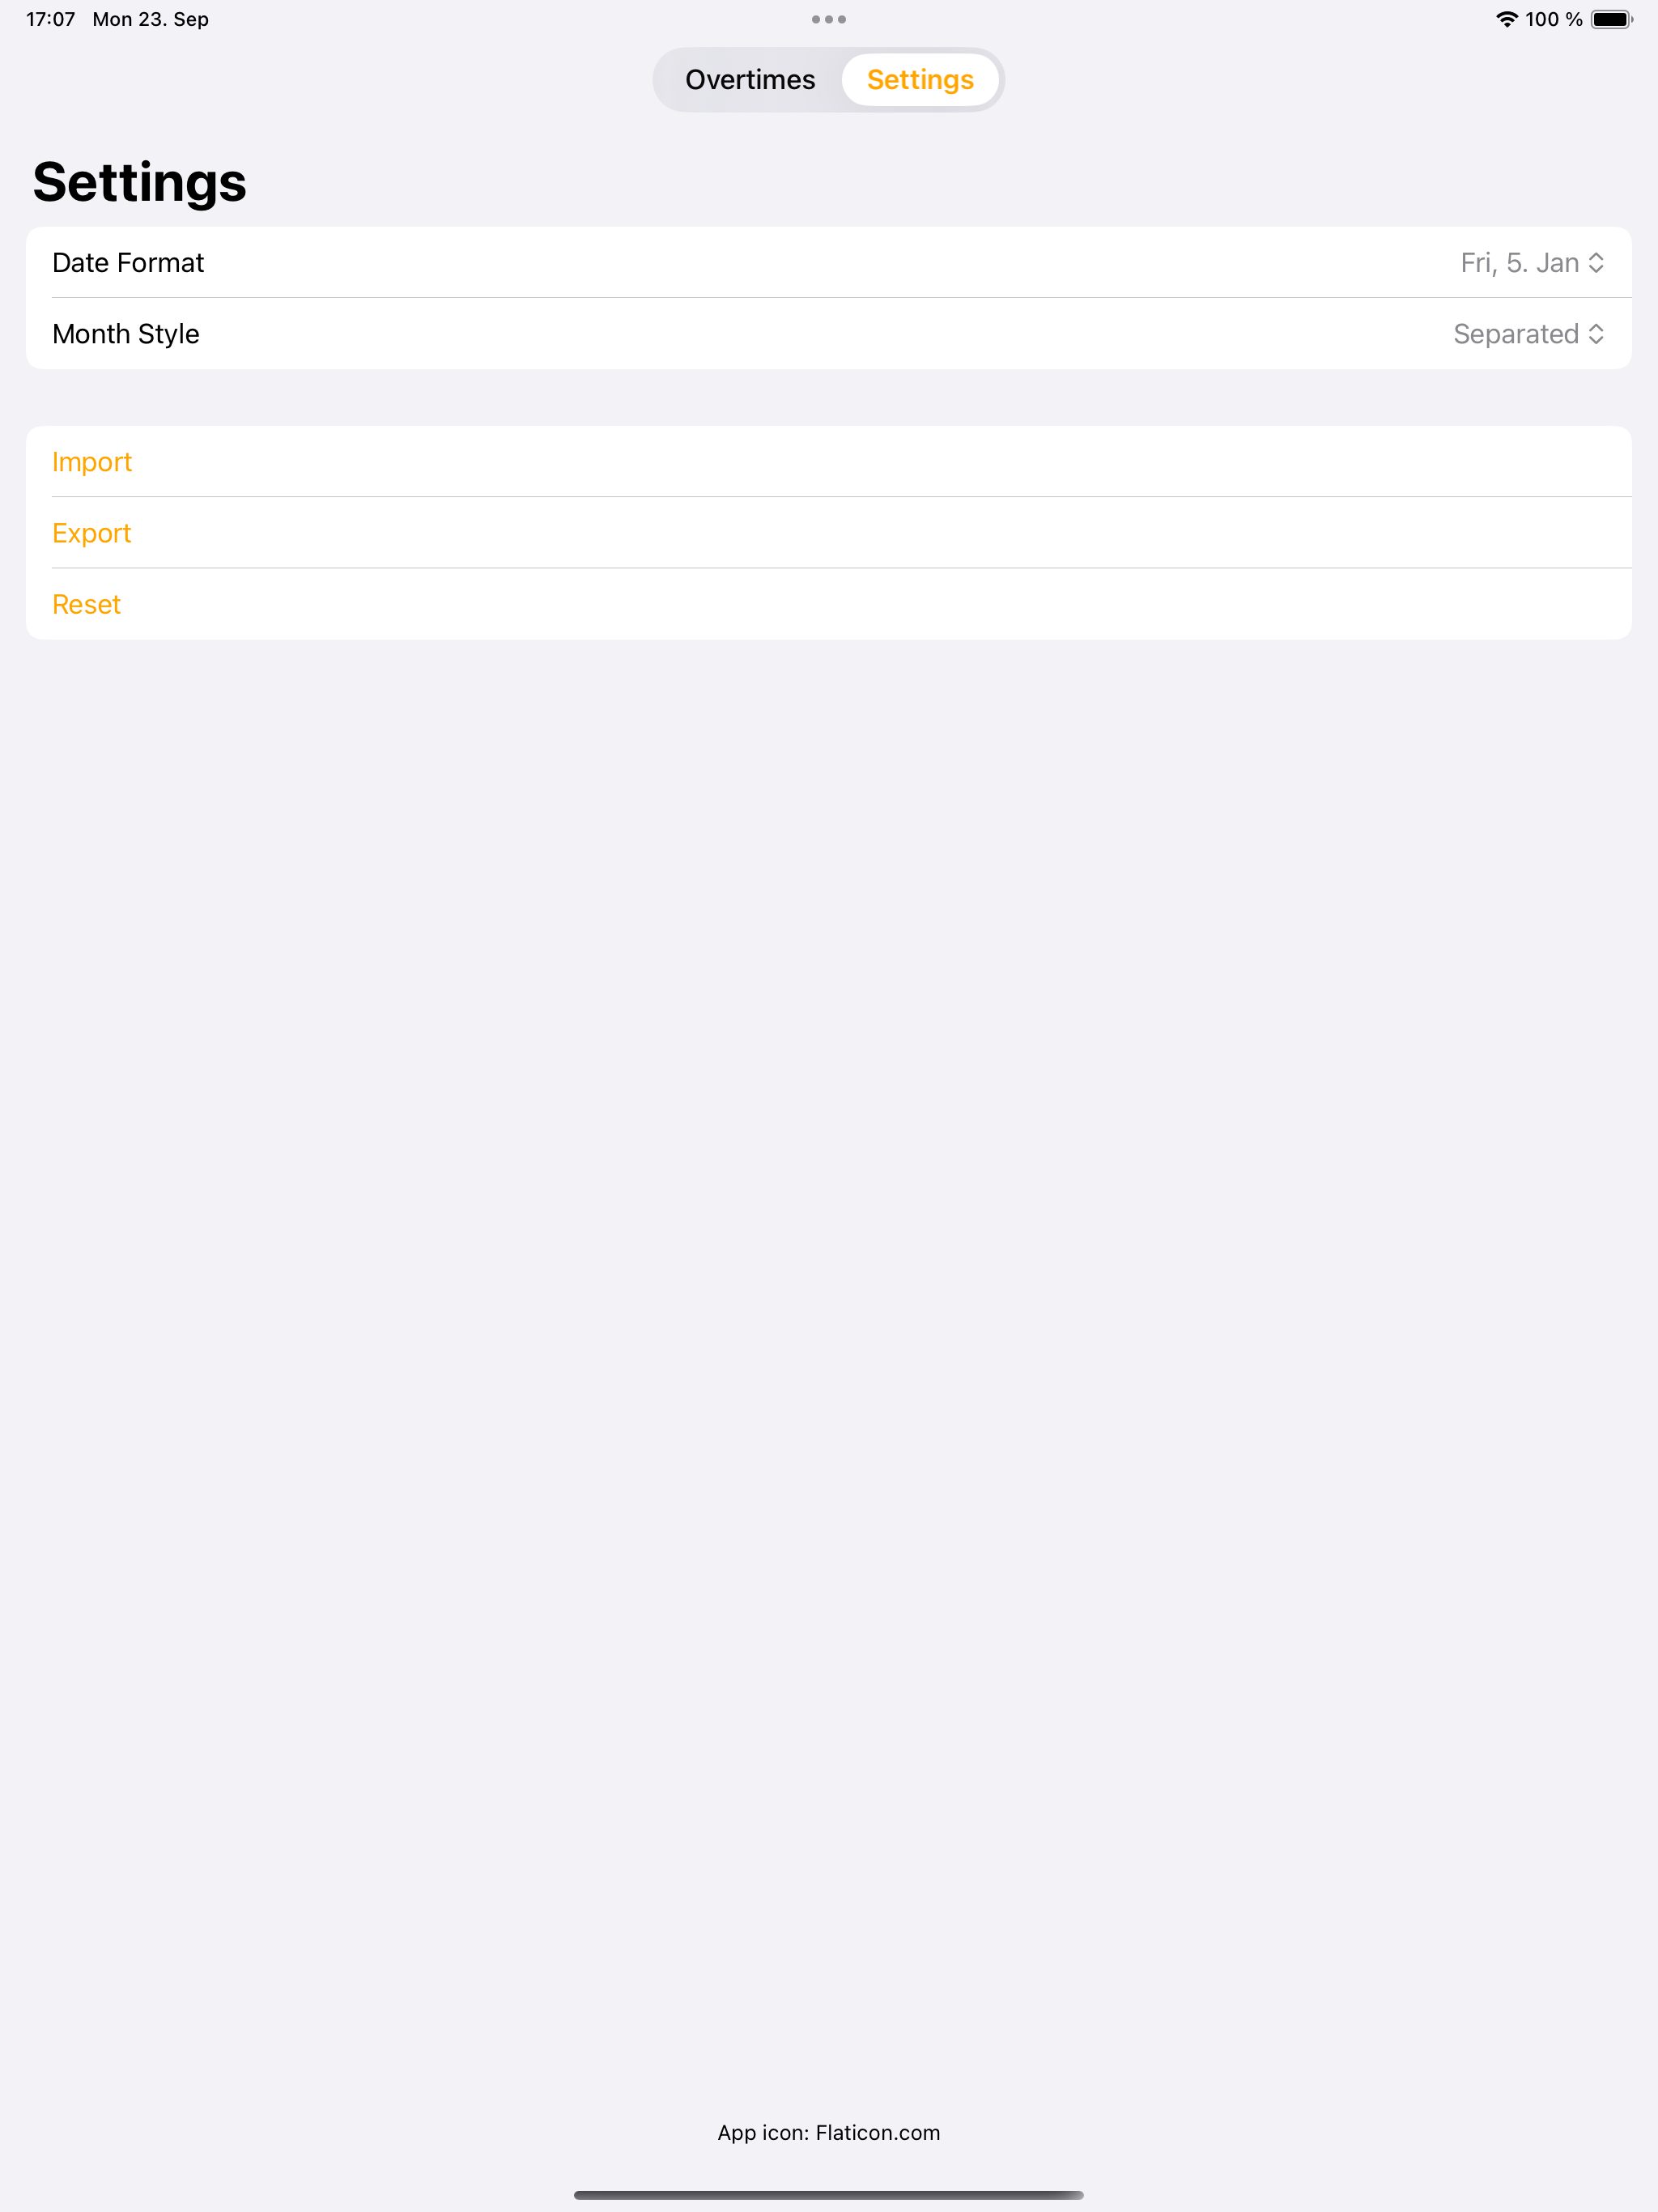 17:07 Mon 23. Sep
100 %
Overtimes Settings
Settings
Date Format Fri, 5. Jan
Month Style Separated
Import
Export
Reset
App icon: Flaticon.com